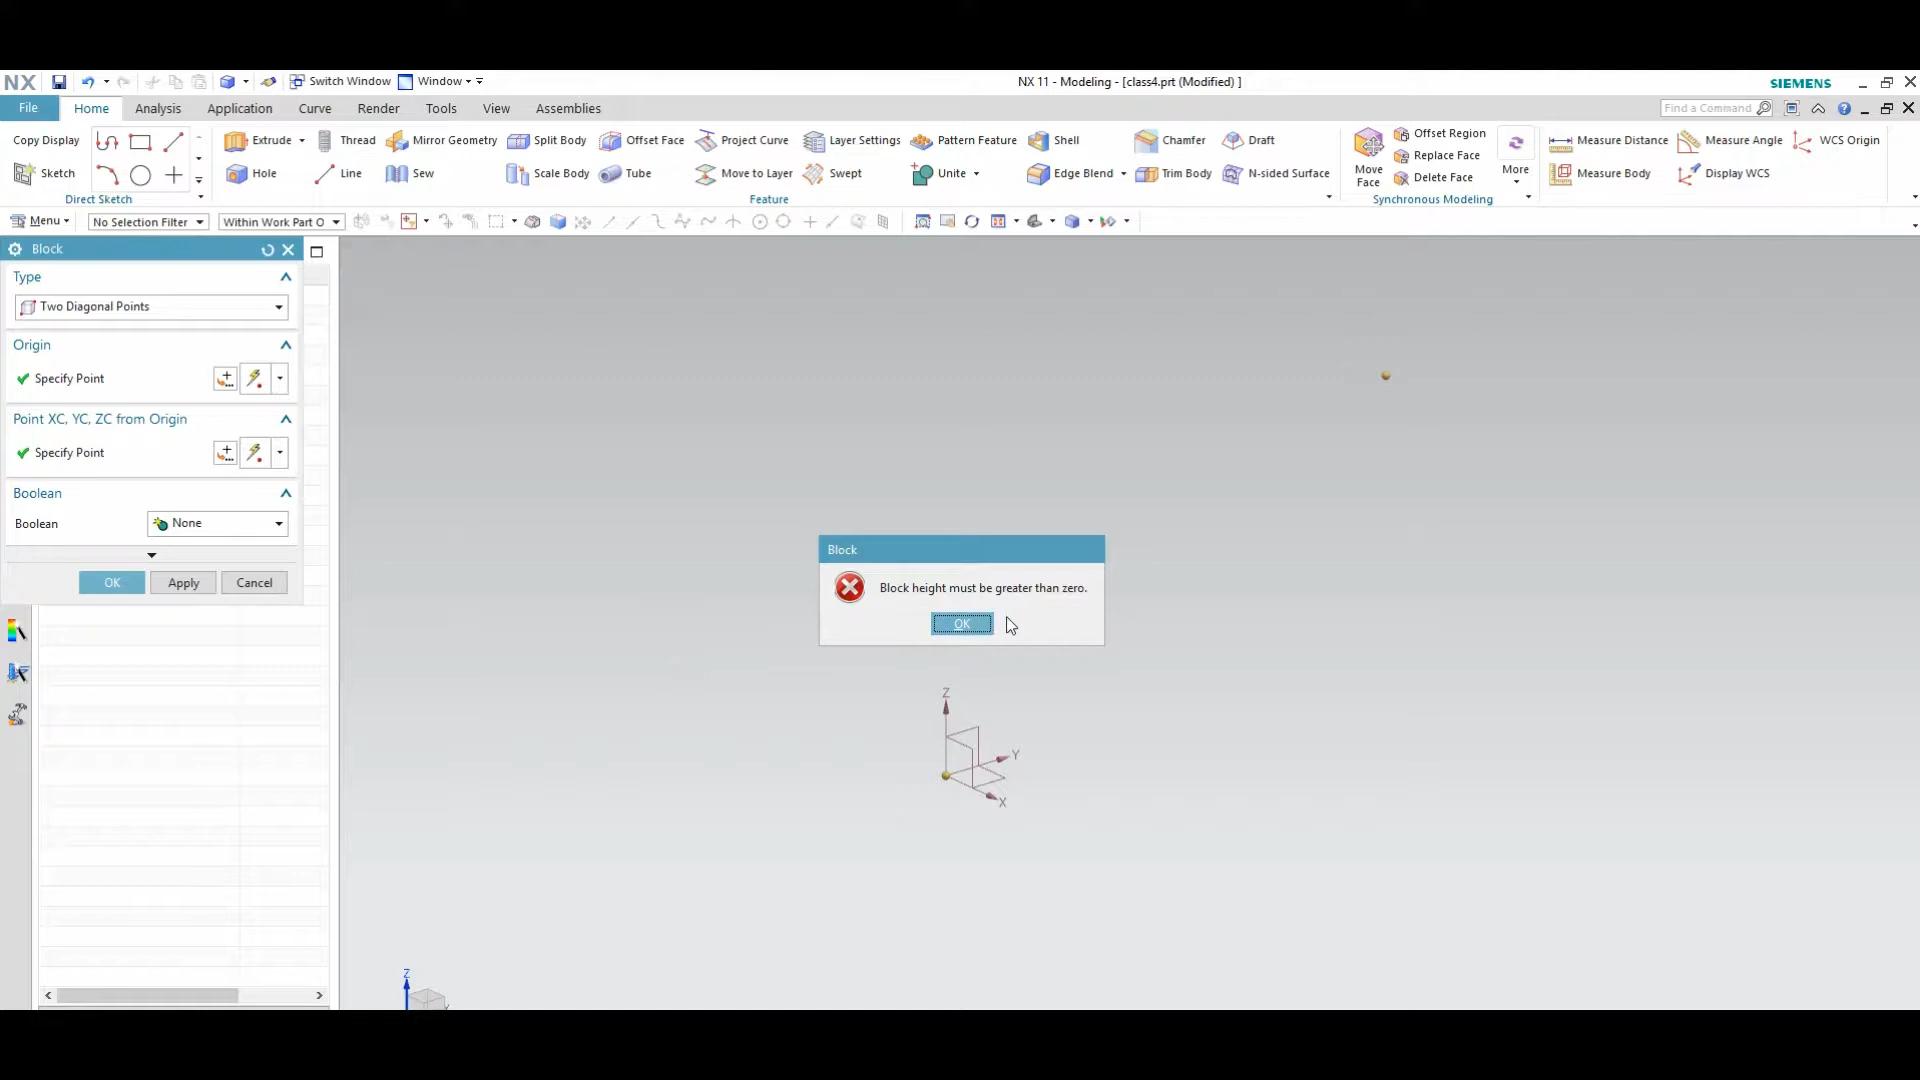 NX Switch Window Window NX 11 - Modeling - [class4.prt (Modified) ] SIEMENS
File Home Analysis Application Curve Render Tools View Assemblies Find a Command
Copy Display Extrude Thread Mirror Geometry Split Body Offset Face Project Curve Layer Settings Pattern Feature Shell Chamfer Draft Offset Region Measure Distance Measure Angle WCS Origin
Replace Face
Sketch Hole Line Sew Scale Body Tube Move to Layer Swept Unite Edge Blend Trim Body N-sided Surface Move Face Delete Face More Measure Body Display WCS
Direct Sketch Feature Synchronous Modeling
Menu No Selection Filter Within Work Part O
Block
Type
Two Diagonal Points
Origin
Specify Point
Point XC, YC, ZC from Origin
Specify Point
Boolean
Boolean None
OK Apply Cancel
Block
Block height must be greater than zero.
OK
Z
Y
X
Z